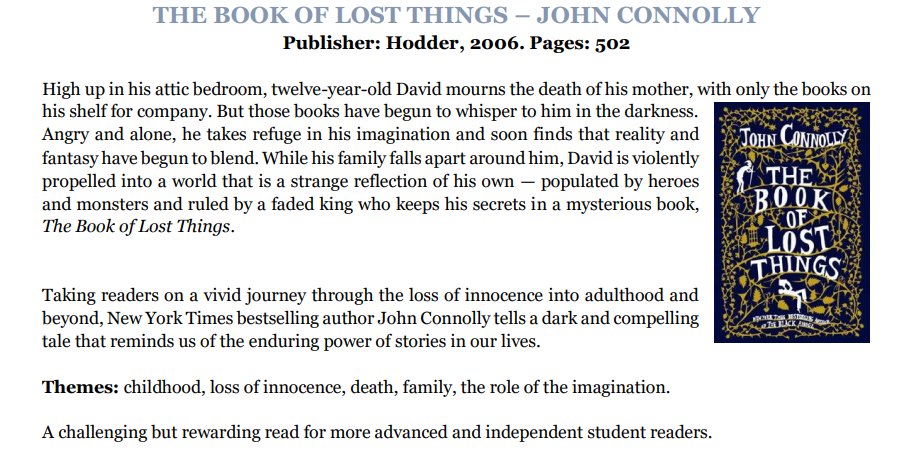 THE BOOK OF LOST THINGS – JOHN CONNOLLY
Publisher: Hodder, 2006. Pages: 502
High up in his attic bedroom, twelve-year-old David mourns the death of his mother, with only the books on
his shelf for company. But those books have begun to whisper to him in the darkness.
Angry and alone, he takes refuge in his imagination and soon finds that reality and
fantasy have begun to blend. While his family falls apart around him, David is violently
propelled into a world that is a strange reflection of his own — populated by heroes
and monsters and ruled by a faded king who keeps his secrets in a mysterious book,
The Book of Lost Things.
JOHN CONNOLLY
THE
BOOK
OF
LOST
THINGS
Taking readers on a vivid journey through the loss of innocence into adulthood and
beyond, New York Times bestselling author John Connolly tells a dark and compelling
tale that reminds us of the enduring power of stories in our lives.
Themes: childhood, loss of innocence, death, family, the role of the imagination.
A challenging but rewarding read for more advanced and independent student readers.